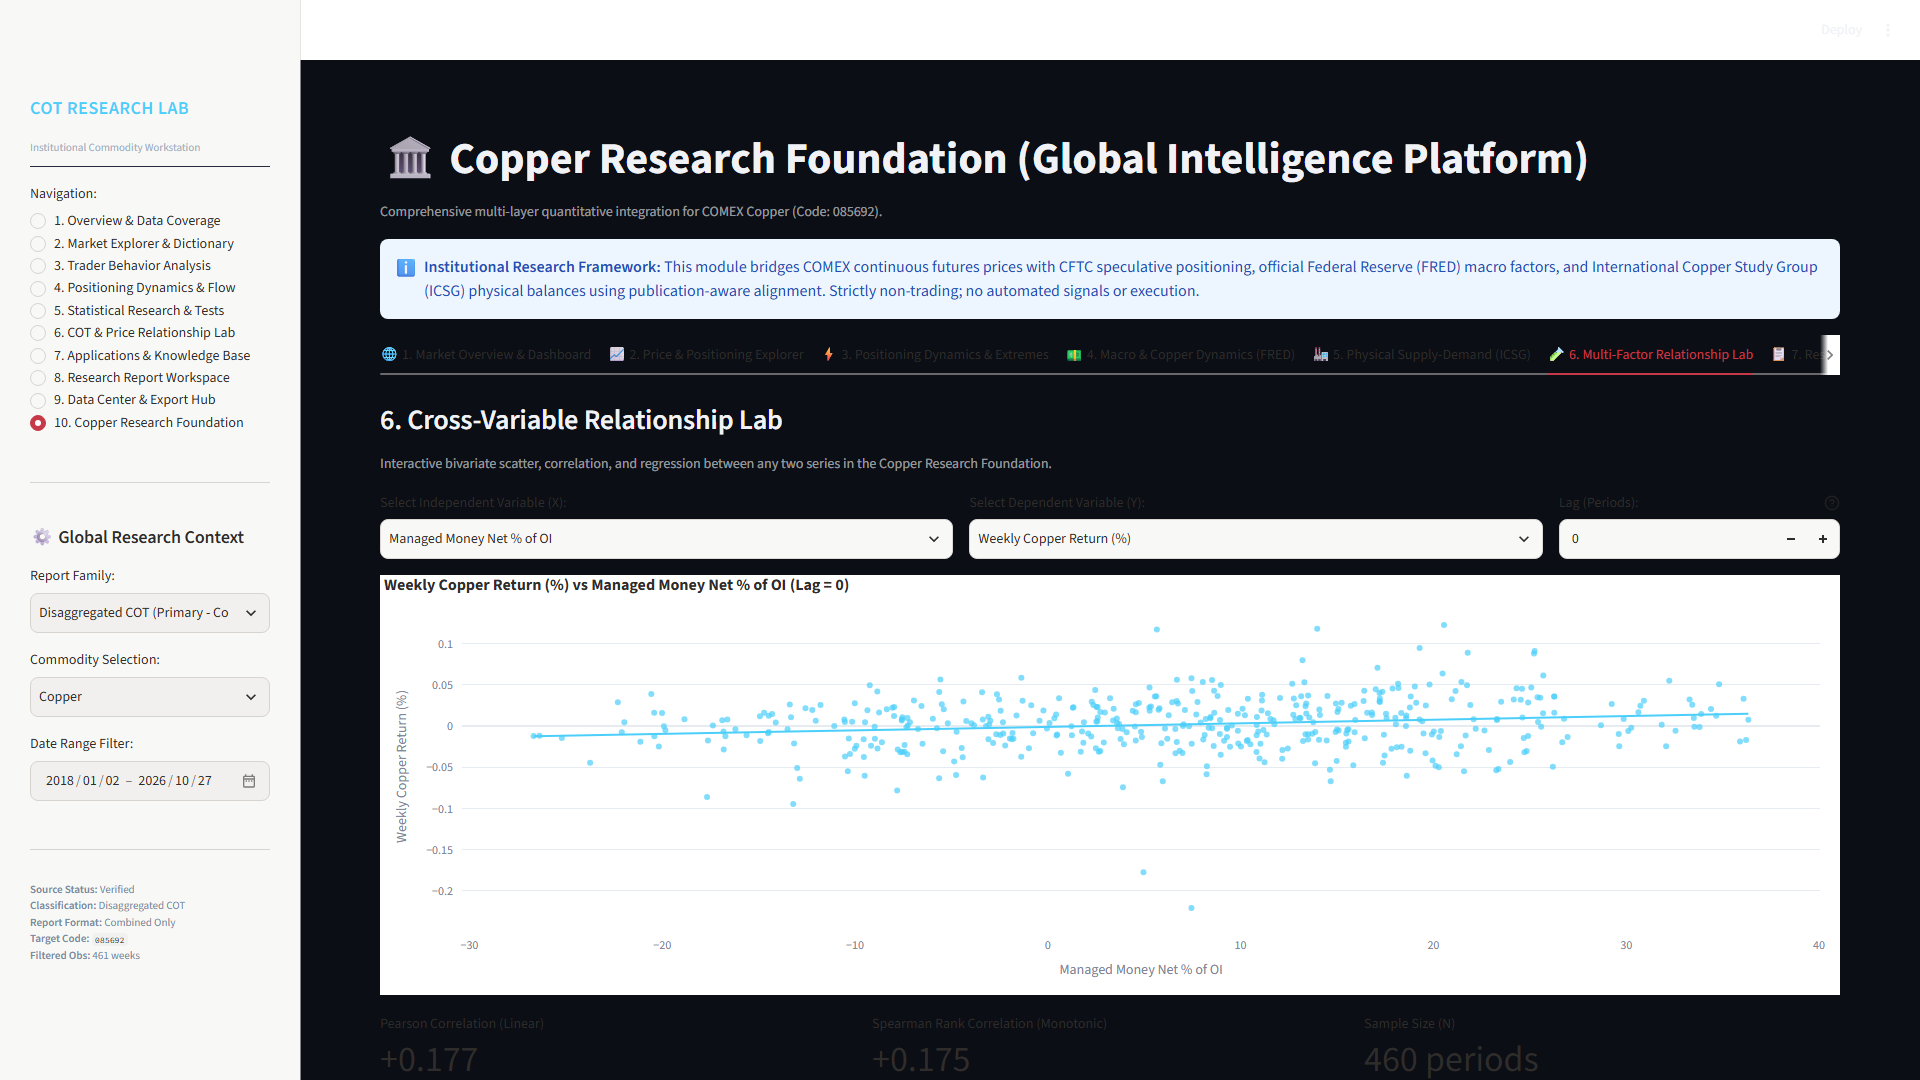 Deploy
COT RESEARCH LAB
Institutional Commodity Workstation
Navigation:
1. Overview & Data Coverage
2. Market Explorer & Dictionary
3. Trader Behavior Analysis
4. Positioning Dynamics & Flow
5. Statistical Research & Tests
6. COT & Price Relationship Lab
7. Applications & Knowledge Base
8. Research Report Workspace
9. Data Center & Export Hub
10. Copper Research Foundation
Global Research Context
Report Family:
Disaggregated COT (Primary - Co
Commodity Selection:
Copper
Date Range Filter:
2018 / 01 / 02 – 2026 / 10 / 27
Source Status: Verified
Classification: Disaggregated COT
Report Format: Combined Only
Target Code: 085692
Filtered Obs: 461 weeks
Copper Research Foundation (Global Intelligence Platform)
Comprehensive multi-layer quantitative integration for COMEX Copper (Code: 085692).
Institutional Research Framework: This module bridges COMEX continuous futures prices with CFTC speculative positioning, official Federal Reserve (FRED) macro factors, and International Copper Study Group
(ICSG) physical balances using publication-aware alignment. Strictly non-trading; no automated signals or execution.
1. Market Overview & Dashboard
2. Price & Positioning Explorer
3. Positioning Dynamics & Extremes
4. Macro & Copper Dynamics (FRED)
5. Physical Supply-Demand (ICSG)
6. Multi-Factor Relationship Lab
7. Re
6. Cross-Variable Relationship Lab
Interactive bivariate scatter, correlation, and regression between any two series in the Copper Research Foundation.
Select Independent Variable (X):
Select Dependent Variable (Y):
Lag (Periods):
Managed Money Net % of OI
Weekly Copper Return (%)
0
Weekly Copper Return (%) vs Managed Money Net % of OI (Lag = 0)
Weekly Copper Return (%)
0.1
0.05
0
−0.05
−0.1
−0.15
−0.2
−30
−20
−10
0
10
20
30
40
Managed Money Net % of OI
Pearson Correlation (Linear)
+0.177
Spearman Rank Correlation (Monotonic)
+0.175
Sample Size (N)
460 periods